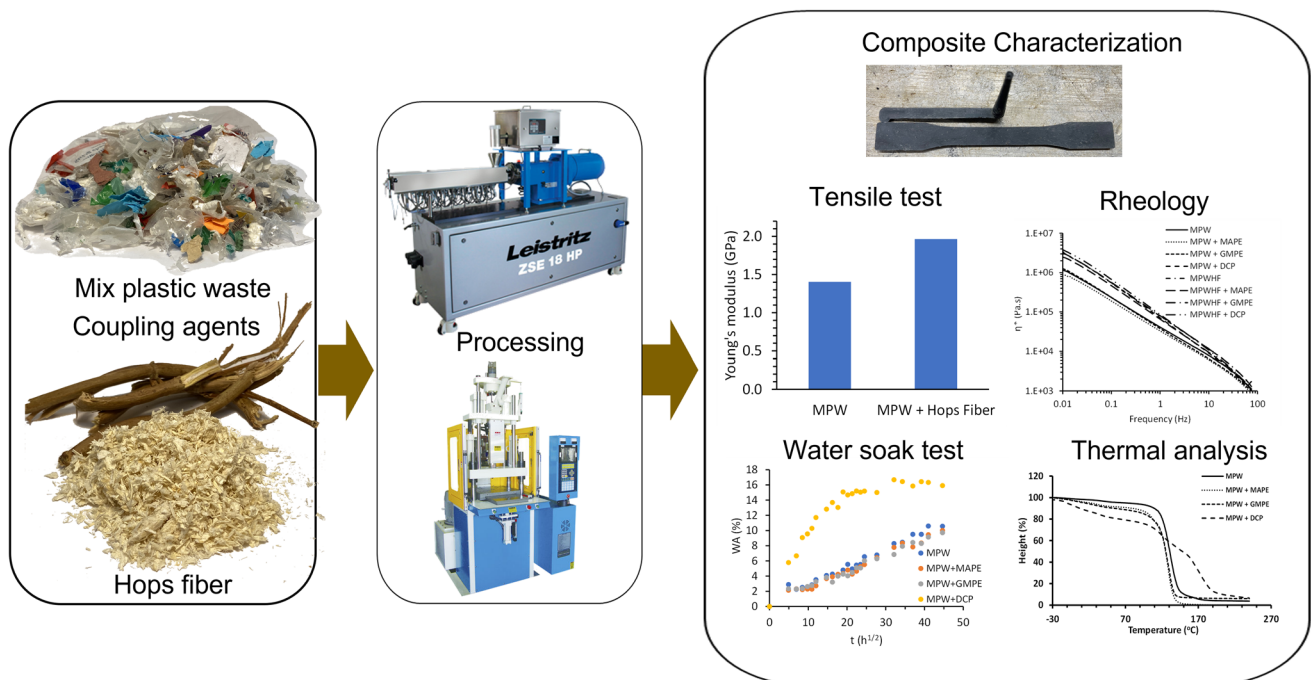 Mix plastic waste
Coupling agents
Hops fiber
Leistritz
ZSE 18 HP
Processing
Composite Characterization
Tensile test
Young's modulus (GPa)
2.0
1.5
1.0
0.5
0.0
MPW
MPW + Hops Fiber
Rheology
η* (Pa.s)
1.E+07
1.E+06
1.E+05
1.E+04
1.E+03
MPW
MPW + MAPE
MPW + GMPE
MPW + DCP
MPWHF
MPWHF + MAPE
MPWHF + GMPE
MPWHF + DCP
0.01 0.1 1 10 100
Frequency (Hz)
Water soak test
WA (%)
18
16
14
12
10
8
6
4
2
0
MPW
MPW+MAPE
MPW+GMPE
MPW+DCP
0 10 20 30 40 50
t (h1/2)
Thermal analysis
Height (%)
120
100
80
60
40
20
0
MPW
MPW + MAPE
MPW + GMPE
MPW + DCP
-30 70 170 270
Temperature (°C)